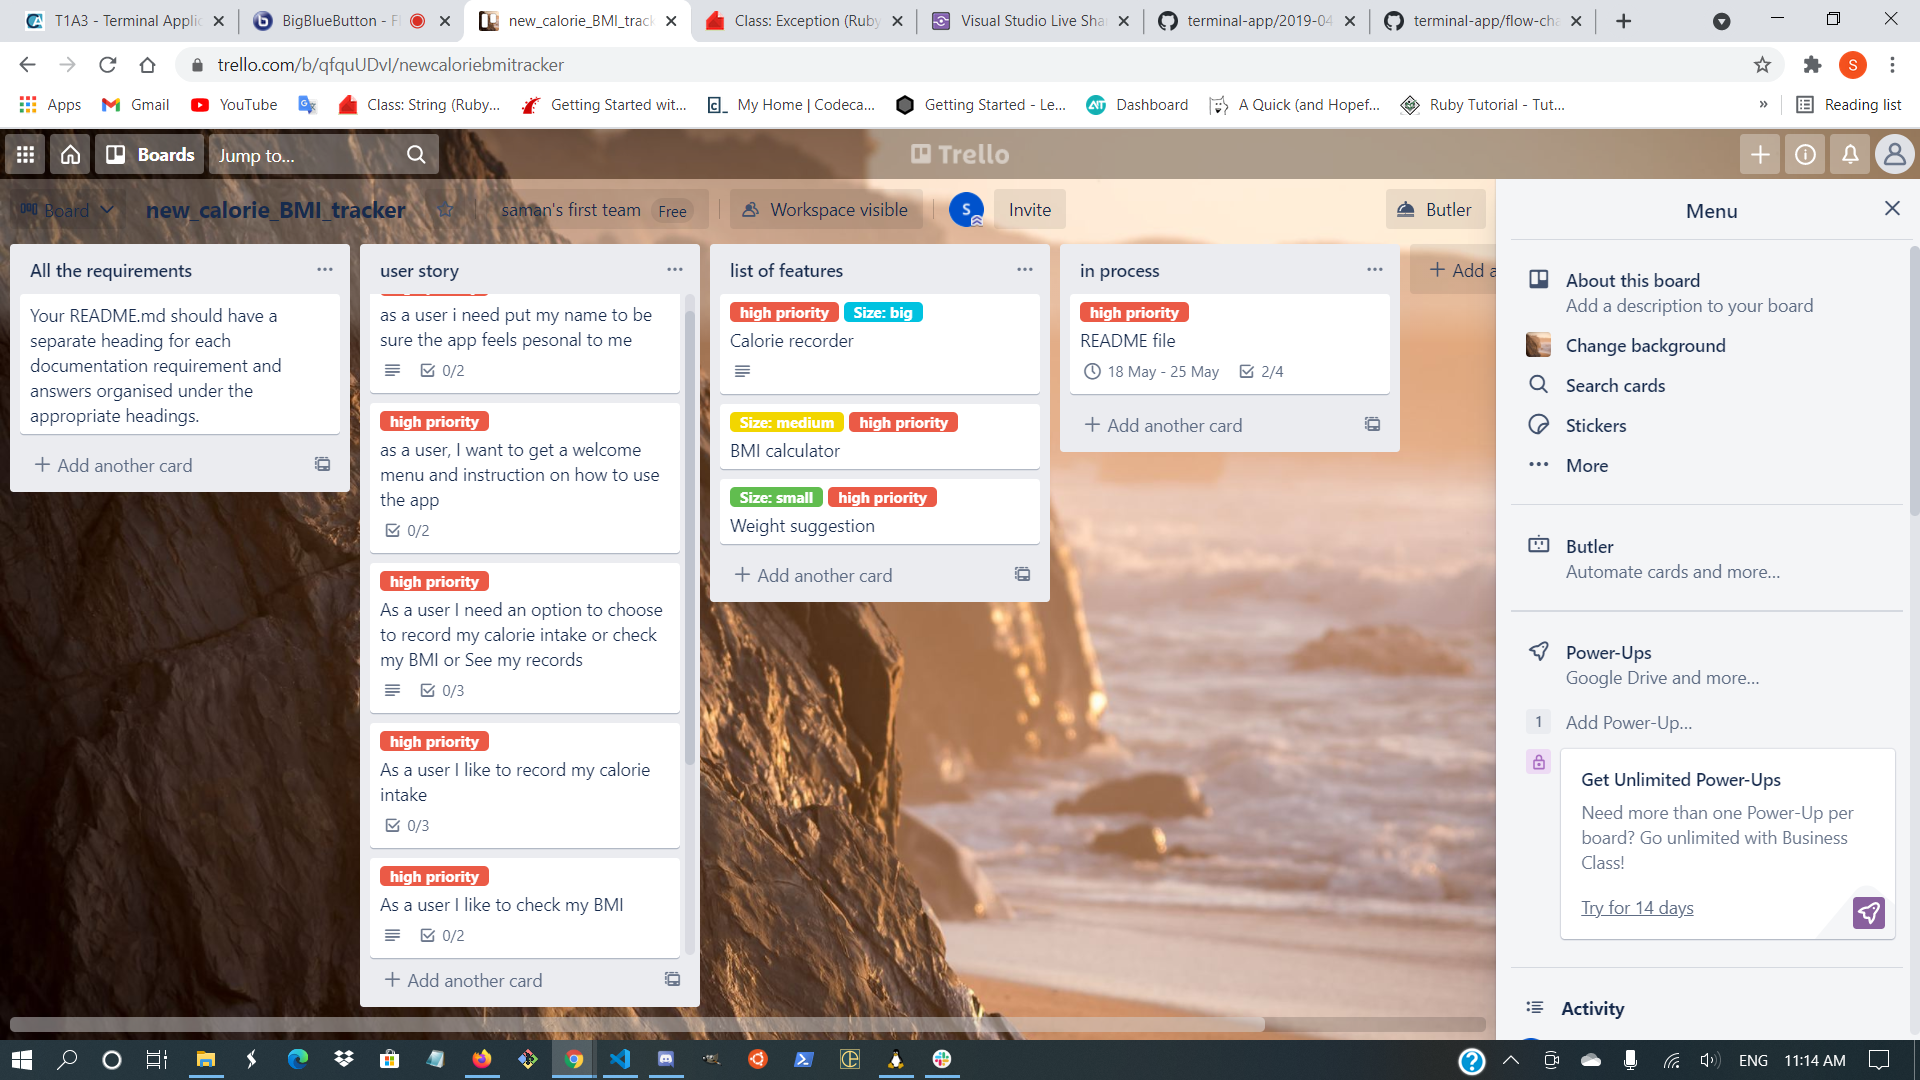 T1A3 - Terminal Applic
BigBlueButton - F
new_calorie_BMI_track
Class: Exception (Ruby
Visual Studio Live Sha
terminal-app/2019-04
terminal-app/flow-cha
trello.com/b/qfquUDvI/newcaloriebmitracker
S
Apps
Gmail
YouTube
Class: String (Ruby...
Getting Started wit...
My Home | Codeca...
Getting Started - Le...
Dashboard
A Quick (and Hopef...
Ruby Tutorial - Tut...
»
Reading list
Boards
Jump to...
Trello
Board
new_calorie_BMI_tracker
saman's first team
Free
Workspace visible
S
Invite
Butler
All the requirements
Your README.md should have a
separate heading for each
documentation requirement and
answers organised under the
appropriate headings.
+ Add another card
user story
as a user i need put my name to be
sure the app feels pesonal to me
0/2
high priority
as a user, I want to get a welcome
menu and instruction on how to use
the app
0/2
high priority
As a user I need an option to choose
to record my calorie intake or check
my BMI or See my records
0/3
high priority
As a user I like to record my calorie
intake
0/3
high priority
As a user I like to check my BMI
0/2
+ Add another card
list of features
high priority
Size: big
Calorie recorder
Size: medium
high priority
BMI calculator
Size: small
high priority
Weight suggestion
+ Add another card
in process
high priority
README file
18 May - 25 May
2/4
+ Add another card
+ Add a
Menu
About this board
Add a description to your board
Change background
Search cards
Stickers
More
Butler
Automate cards and more...
Power-Ups
Google Drive and more...
1
Add Power-Up...
Get Unlimited Power-Ups
Need more than one Power-Up per
board? Go unlimited with Business
Class!
Try for 14 days
Activity
ENG
11:14 AM